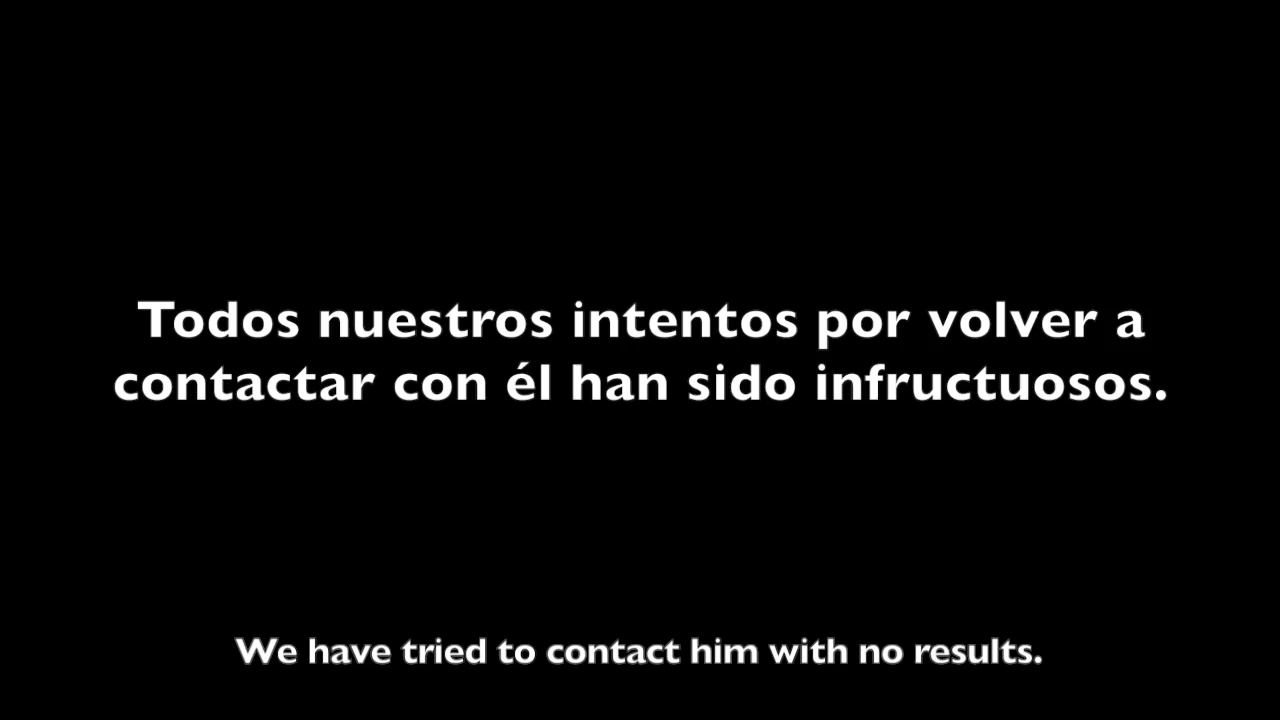 Todos nuestros intentos por volver a
contactar con él han sido infructuosos.
We have tried to contact him with no results.